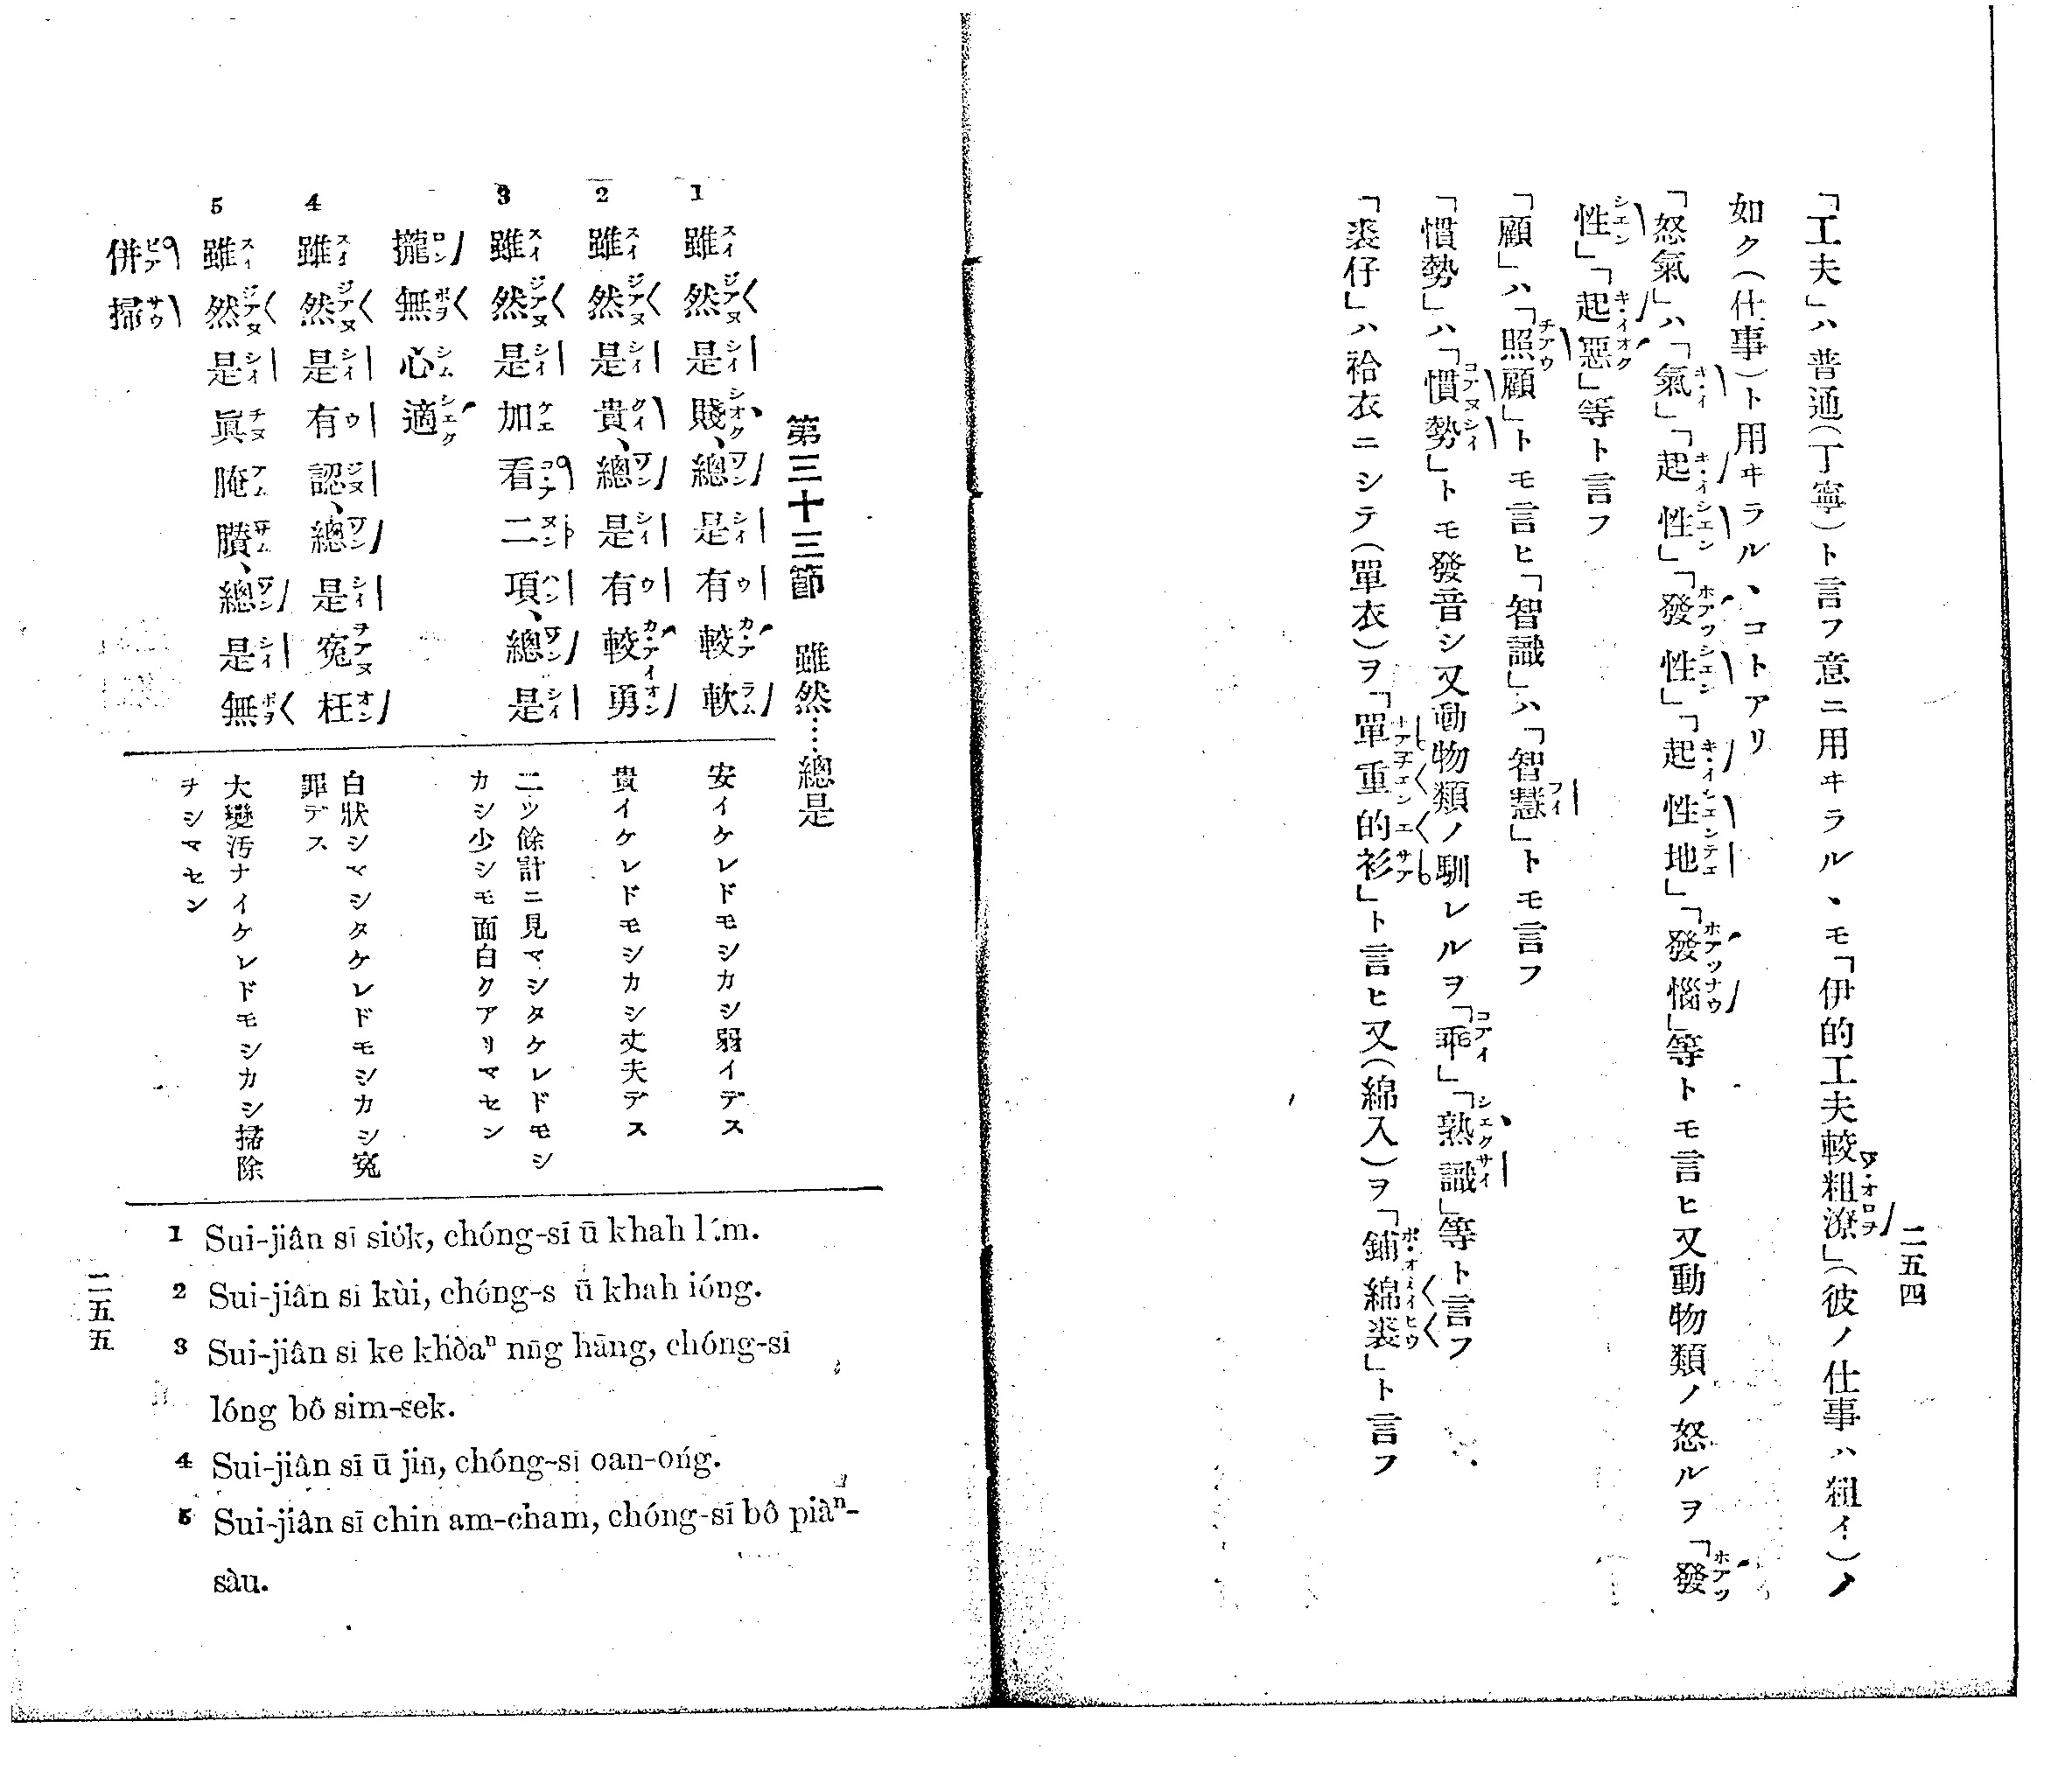 二五四
「工夫」ハ普通（丁寧）ト言フ意ニ用ヰラルヽモ「伊的工夫較粗潦」（彼ノ仕事ハ粗イ）ノ
如ク（仕事）ト用ヰラルヽコトアリ
「怒氣」ハ「氣」「起性」「發性」「起性地」「發惱」等トモ言ヒ又動物類ノ怒ルヲ「發
性」「起惡」等ト言フ
「顧」ハ「照顧」トモ言ヒ「智識」ハ「智慧」トモ言フ
「慣勢」ハ「慣勢」トモ發音シ又動物類ノ馴レルヲ「乖」「熟識」等ト言フ
「裘仔」ハ袷衣ニシテ（單衣）ヲ「單重的衫」ト言ヒ又（綿入）ヲ「鋪綿裘」ト言フ
第三十三節　雖然……總是
1 雖然是賤、總是有較軟
2 雖然是貴、總是有較勇
3 雖然是加看二項、總是
攏無心適
4 雖然是有認、總是寃枉
5 雖然是眞腌臢、總是無
併掃
安イケレドモシカシ弱イデス
貴イケレドモシカシ丈夫デス
二ツ餘計ニ見マシタケレドモシ
カシ少シモ面白クアリマセン
白狀シマシタケレドモシカシ寃
罪デス
大變汚ナイケレドモシカシ掃除
チシマセン
1 Sui-jiân sī sio̍k, chóng-sī ū khah
2 Sui-jiân sī kùi, chóng-s ū khah ióng.
3 Sui-jiân sī ke khòaⁿ nn̄g hāng, chóng-sī
lóng bô sim-sek.
4 Sui-jiân sī ū jīn, chóng-sī oan-óng.
5 Sui-jiân sī chin am-cham, chóng-sī bô piàⁿ-
sàu.
二五五